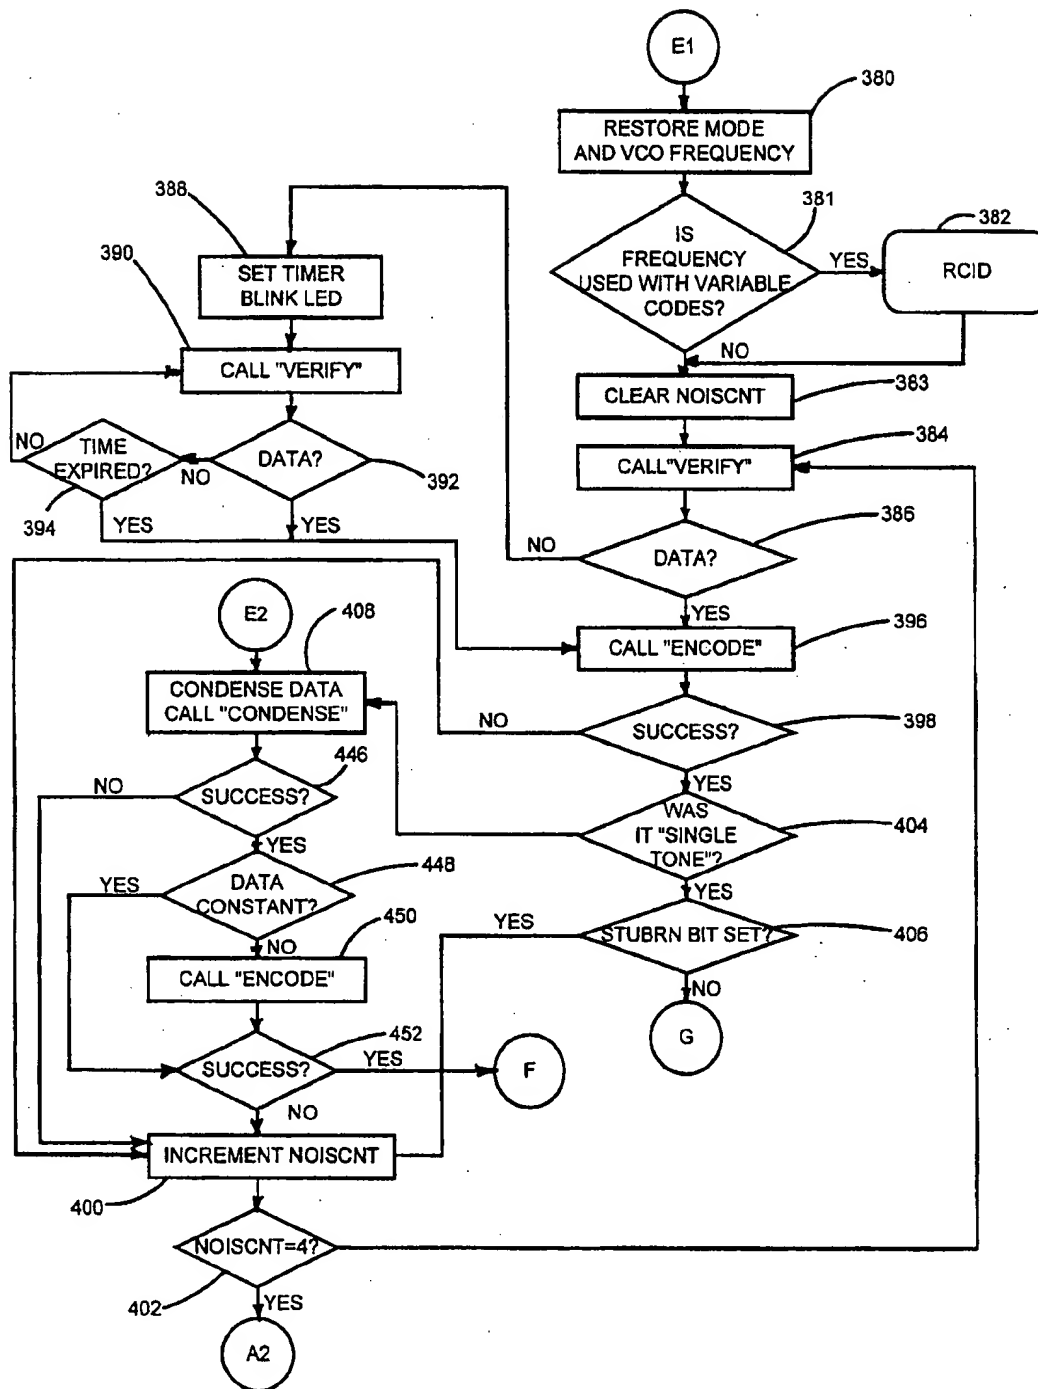 E1
380
RESTORE MODE
AND VCO FREQUENCY
388
381
382
IS
FREQUENCY
USED WITH VARIABLE
CODES?
YES
RCID
390
SET TIMER
BLINK LED
NO
CALL "VERIFY"
CLEAR NOISCNT
383
384
NO
TIME
EXPIRED?
NO
DATA?
392
CALL"VERIFY"
394
YES
YES
386
NO
DATA?
YES
E2
408
396
CALL "ENCODE"
CONDENSE DATA
CALL "CONDENSE"
NO
SUCCESS?
398
446
NO
SUCCESS?
YES
WAS
IT "SINGLE
TONE"?
404
YES
448
YES
DATA
CONSTANT?
YES
450
YES
STUBRN BIT SET?
406
NO
CALL "ENCODE"
NO
G
452
SUCCESS?
YES
F
NO
INCREMENT NOISCNT
400
NOISCNT=4?
402
YES
A2